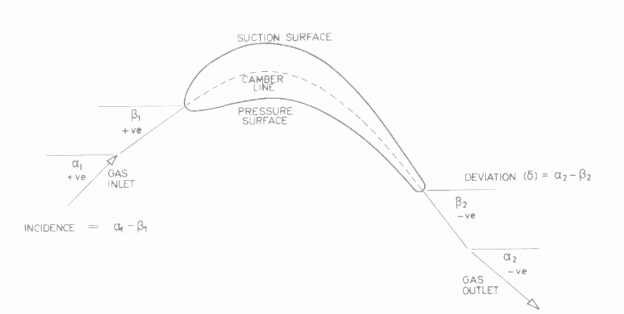 SUCTION SURFACE
CAMBER
LINE
β₁
+ve
PRESSURE
SURFACE
α₁
+ve
GAS
INLET
DEVIATION (δ) = α₂ – β₂
β₂
–ve
INCIDENCE = α₁ – β₁
α₂
–ve
GAS
OUTLET